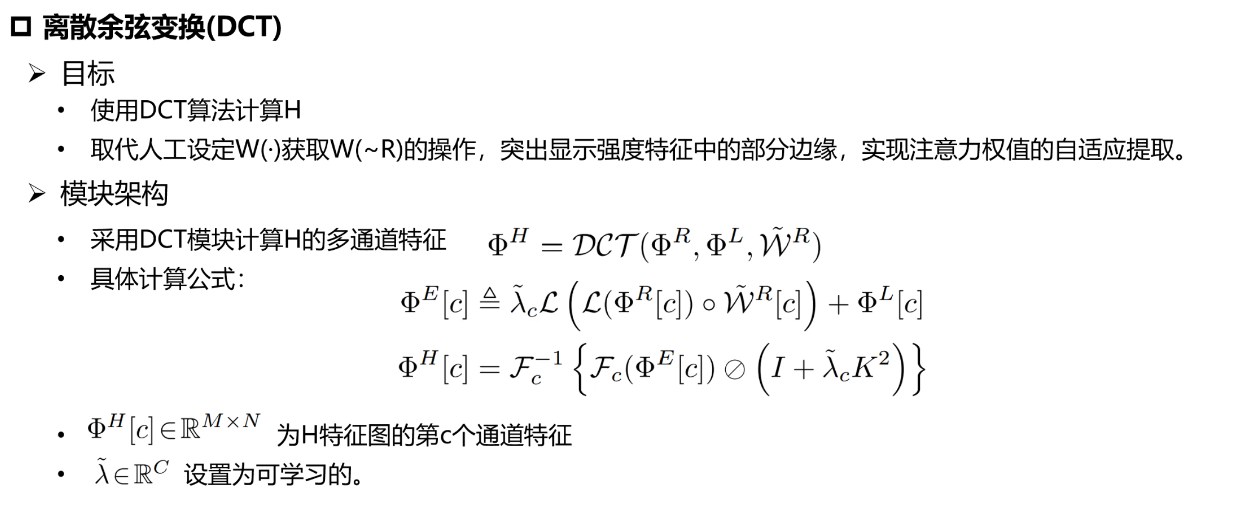 离散余弦变换(DCT)
➢ 目标
• 使用DCT算法计算H
• 取代人工设定W(·)获取W(~R)的操作，突出显示强度特征中的部分边缘，实现注意力权值的自适应提取。
➢ 模块架构
• 采用DCT模块计算H的多通道特征 $\Phi^H = \mathcal{DCT}(\Phi^R, \Phi^L, \tilde{\mathcal{W}}^R)$
• 具体计算公式：
$\Phi^E[c] \triangleq \tilde{\lambda}_c \mathcal{L}\left(\mathcal{L}(\Phi^R[c]) \circ \tilde{\mathcal{W}}^R[c]\right) + \Phi^L[c]$
$\Phi^H[c] = \mathcal{F}_c^{-1}\left\{\mathcal{F}_c(\Phi^E[c]) \oslash \left(I + \tilde{\lambda}_c K^2\right)\right\}$
• $\Phi^H[c] \in \mathbb{R}^{M \times N}$ 为H特征图的第c个通道特征
• $\tilde{\lambda} \in \mathbb{R}^C$ 设置为可学习的。